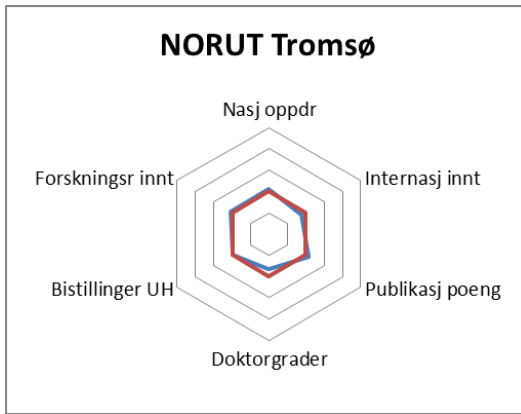 NORUT Tromsø
Nasj oppdr
Forskningsr innt
Internasj innt
Bistillinger UH
Publikasj poeng
Doktorgrader